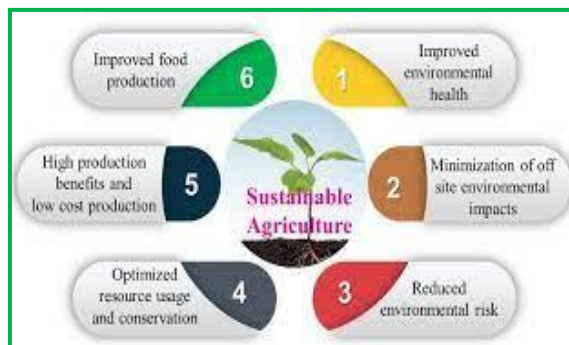 Improved food
production
6
1
Improved
environmental
health
High production
benefits and
low cost production
5
Sustainable
Agriculture
2
Minimization of off
site environmental
impacts
Optimized
resource usage
and conservation
4
3
Reduced
environmental risk